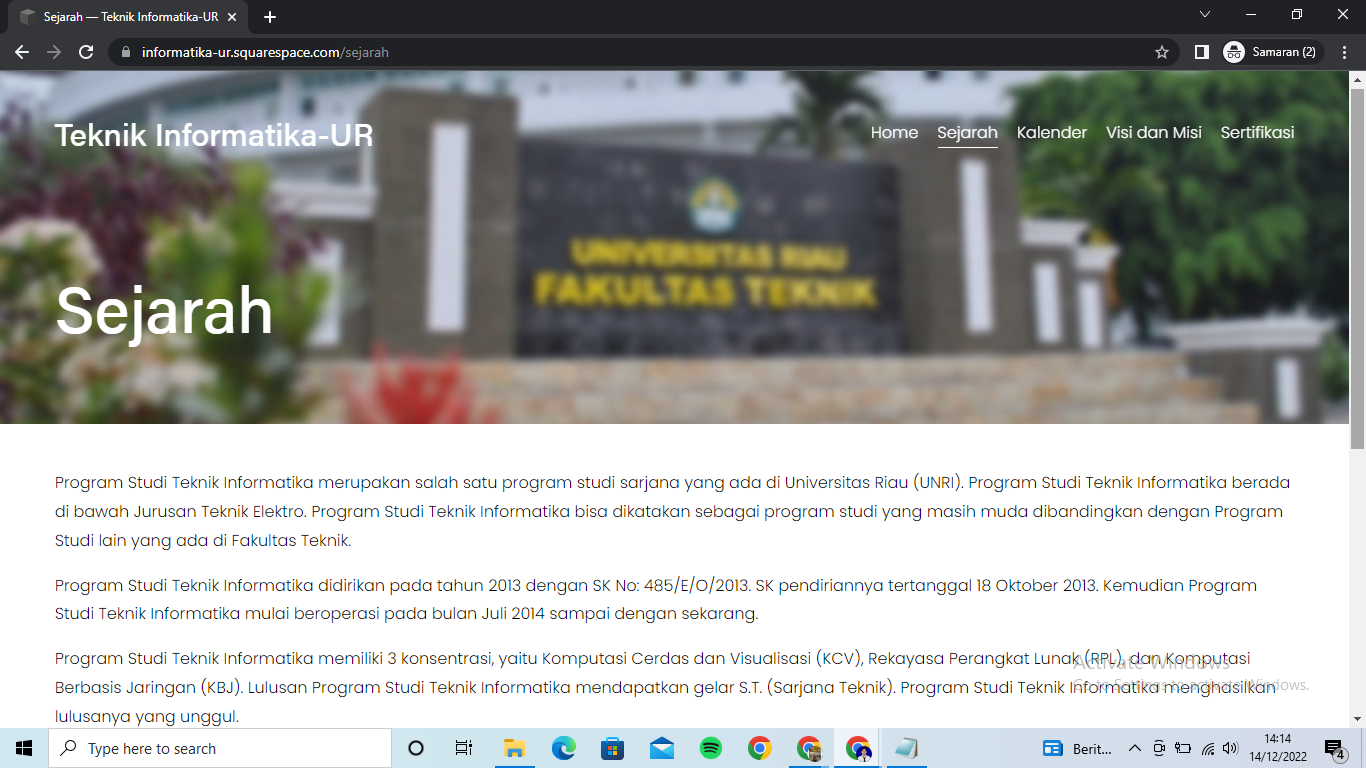 Sejarah — Teknik Informatika-UR
informatika-ur.squarespace.com/sejarah
Samaran (2)
Teknik Informatika-UR
Home Sejarah Kalender Visi dan Misi Sertifikasi
UNIVERSITAS RIAU
FAKULTAS TEKNIK
Sejarah
Program Studi Teknik Informatika merupakan salah satu program studi sarjana yang ada di Universitas Riau (UNRI). Program Studi Teknik Informatika berada
di bawah Jurusan Teknik Elektro. Program Studi Teknik Informatika bisa dikatakan sebagai program studi yang masih muda dibandingkan dengan Program
Studi lain yang ada di Fakultas Teknik.
Program Studi Teknik Informatika didirikan pada tahun 2013 dengan SK No: 485/E/O/2013. SK pendiriannya tertanggal 18 Oktober 2013. Kemudian Program
Studi Teknik Informatika mulai beroperasi pada bulan Juli 2014 sampai dengan sekarang.
Program Studi Teknik Informatika memiliki 3 konsentrasi, yaitu Komputasi Cerdas dan Visualisasi (KCV), Rekayasa Perangkat Lunak (RPL), dan Komputasi
Berbasis Jaringan (KBJ). Lulusan Program Studi Teknik Informatika mendapatkan gelar S.T. (Sarjana Teknik). Program Studi Teknik Informatika menghasilkan
lulusanya yang unggul.
Activate Windows
Go to Settings to activate Windows.
Type here to search
Berit...
14:14
14/12/2022
4